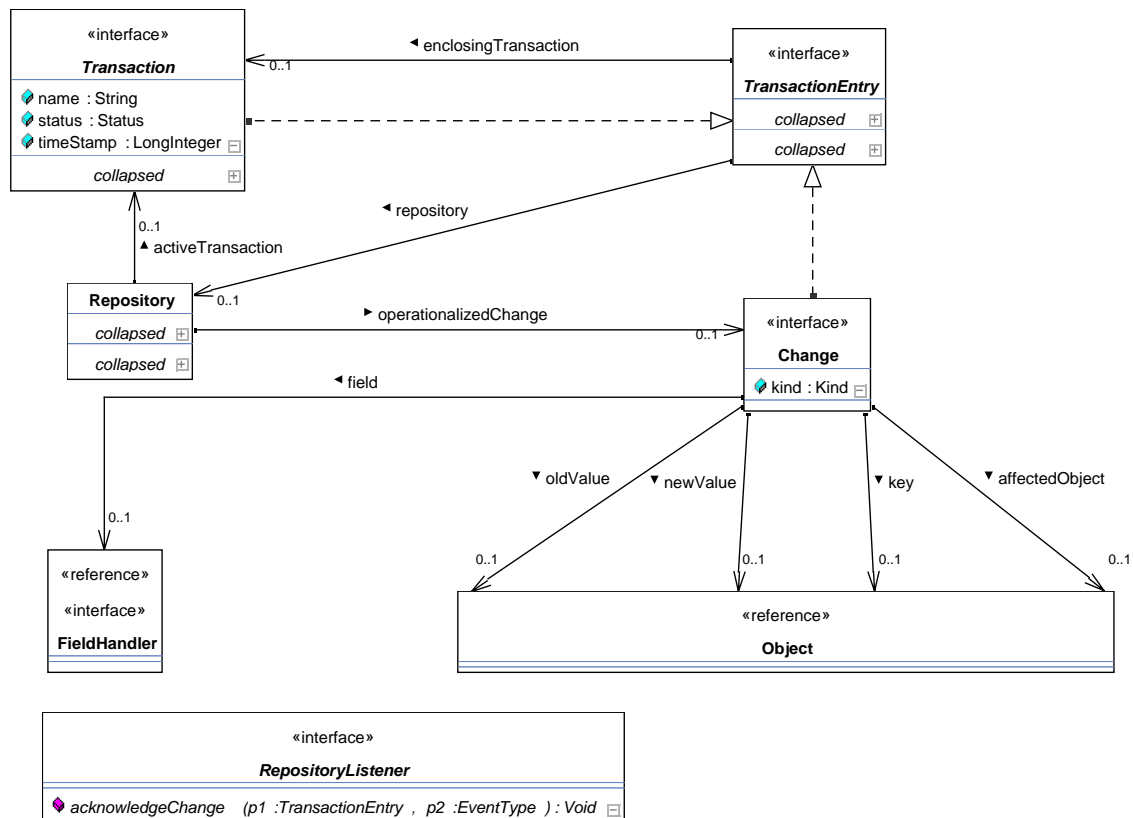 «interface»
Transaction
name : String
status : Status
timeStamp : LongInteger
collapsed
◄ enclosingTransaction
0..1
«interface»
TransactionEntry
collapsed
collapsed
◄ repository
0..1
0..1
▲ activeTransaction
Repository
collapsed
collapsed
► operationalizedChange
0..1
«interface»
Change
kind : Kind
◄ field
0..1
▼ oldValue
▼ newValue
▼ key
▼ affectedObject
0..1
0..1
0..1
0..1
«reference»
«interface»
FieldHandler
«reference»
Object
«interface»
RepositoryListener
acknowledgeChange (p1 :TransactionEntry , p2 :EventType ) : Void